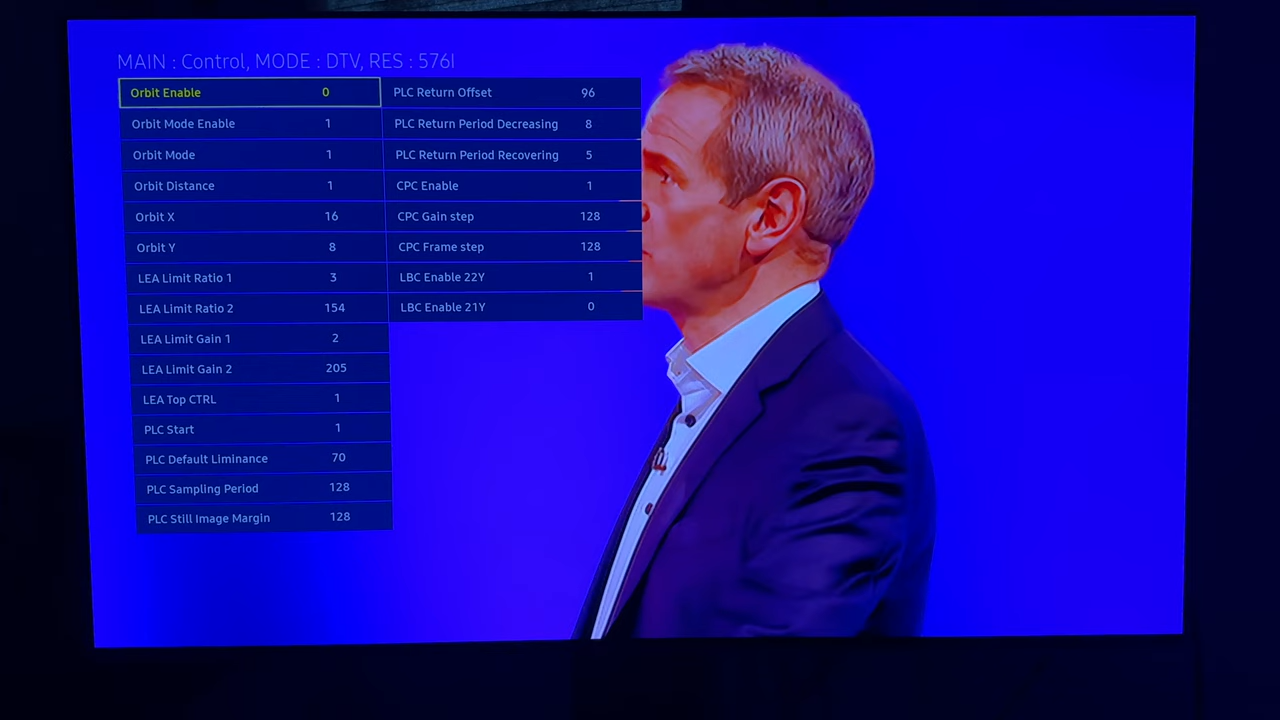 MAIN : Control, MODE : DTV, RES : 576I
Orbit Enable 0
Orbit Mode Enable 1
Orbit Mode 1
Orbit Distance 1
Orbit X 16
Orbit Y 8
LEA Limit Ratio 1 3
LEA Limit Ratio 2 154
LEA Limit Gain 1 2
LEA Limit Gain 2 205
LEA Top CTRL 1
PLC Start 1
PLC Default Liminance 70
PLC Sampling Period 128
PLC Still Image Margin 128
PLC Return Offset 96
PLC Return Period Decreasing 8
PLC Return Period Recovering 5
CPC Enable 1
CPC Gain step 128
CPC Frame step 128
LBC Enable 22Y 1
LBC Enable 21Y 0